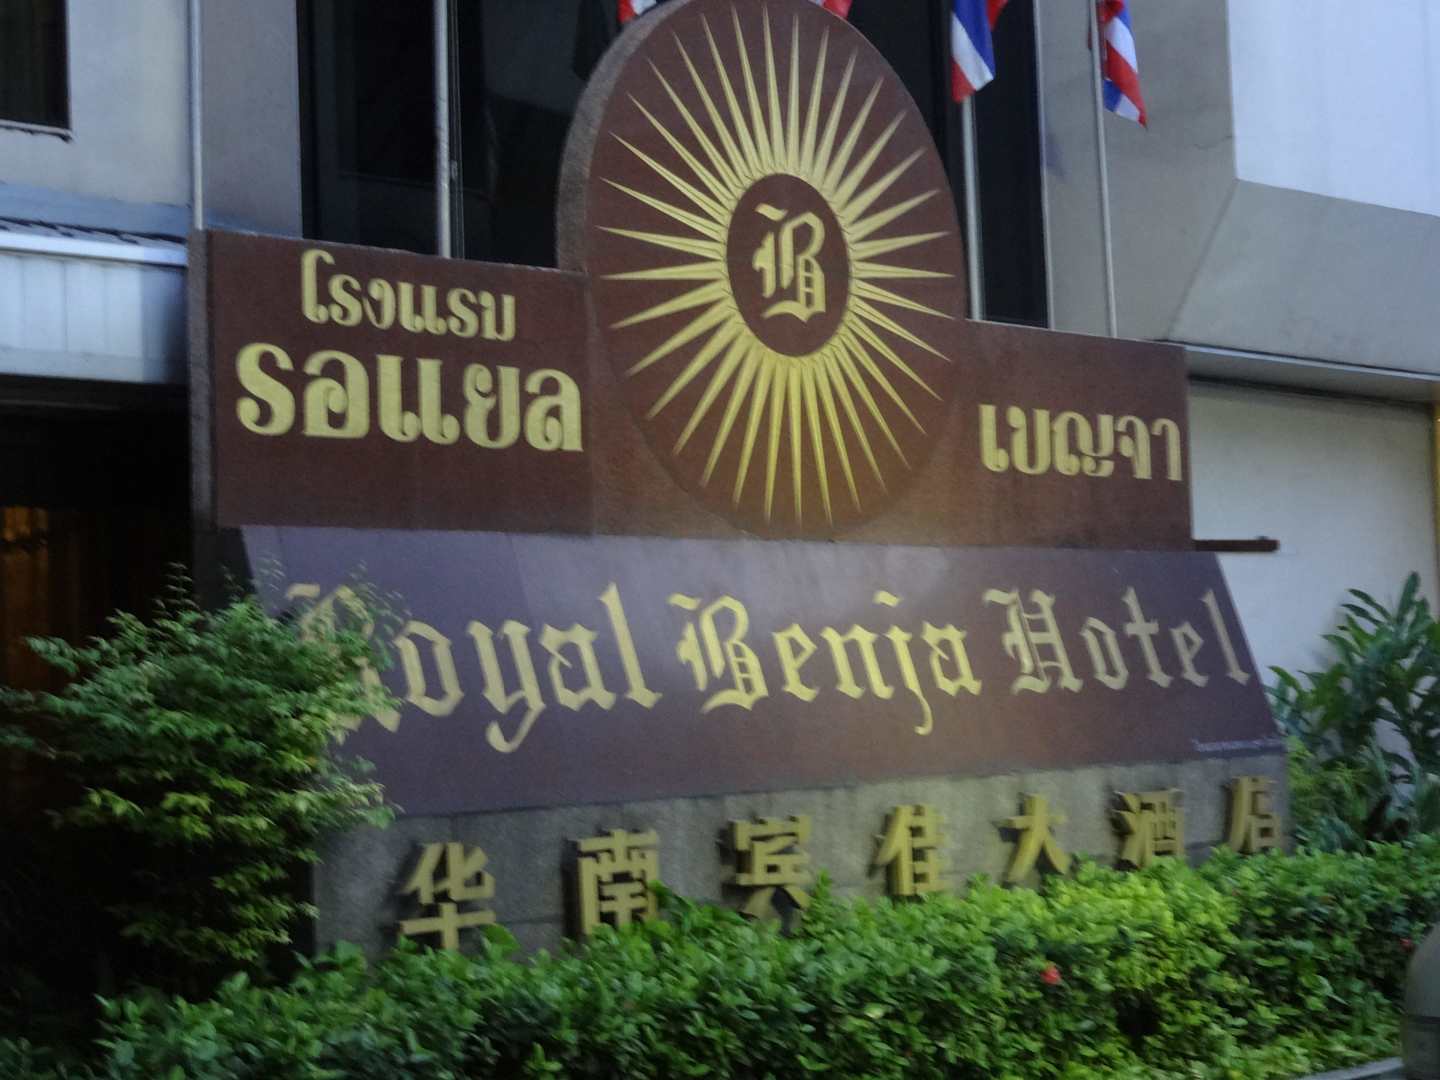 B
โรงแรม
รอแยล เบญจา
Royal Benja Hotel
华南宾隹大酒店